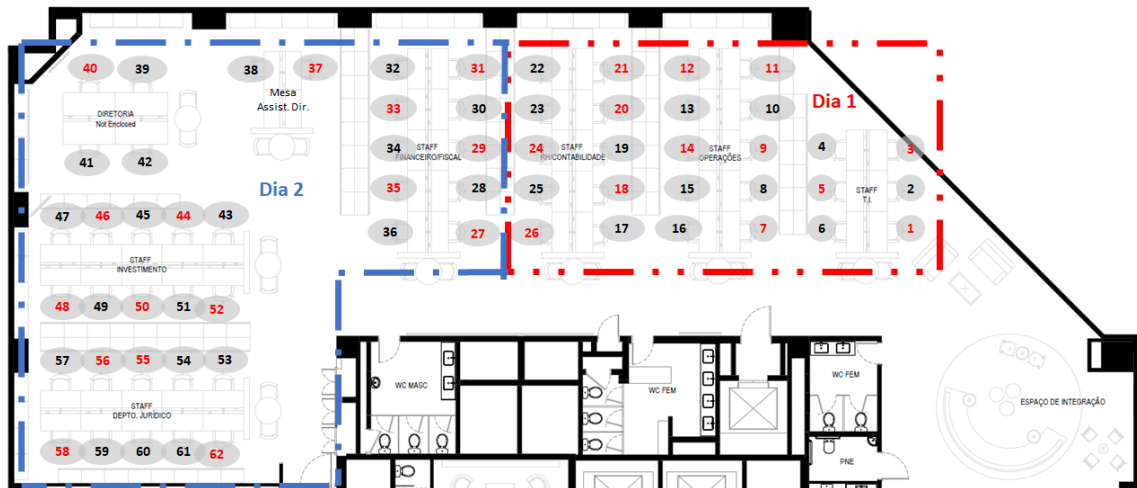 40 39 38 37 32 31 22 21 12 11
Mesa
Assist. Dir.
DIRETORIA
Not Enclosed
33 30 23 20 13 10
Dia 1
41 42
34 29 24 19 14 9 4 3
STAFF
FINANCEIRO/FISCAL
STAFF
RH/CONTABILIDADE
STAFF
OPERAÇÕES
Dia 2
35 28 25 18 15 8 5 2
STAFF
T.I.
47 46 45 44 43
36 27 26 17 16 7 6 1
STAFF
INVESTIMENTO
48 49 50 51 52
57 56 55 54 53
STAFF
DEPTO. JURÍDICO
58 59 60 61 62
WC MASC
WC FEM
WC FEM
PNE
ESPAÇO DE INTEGRAÇÃO